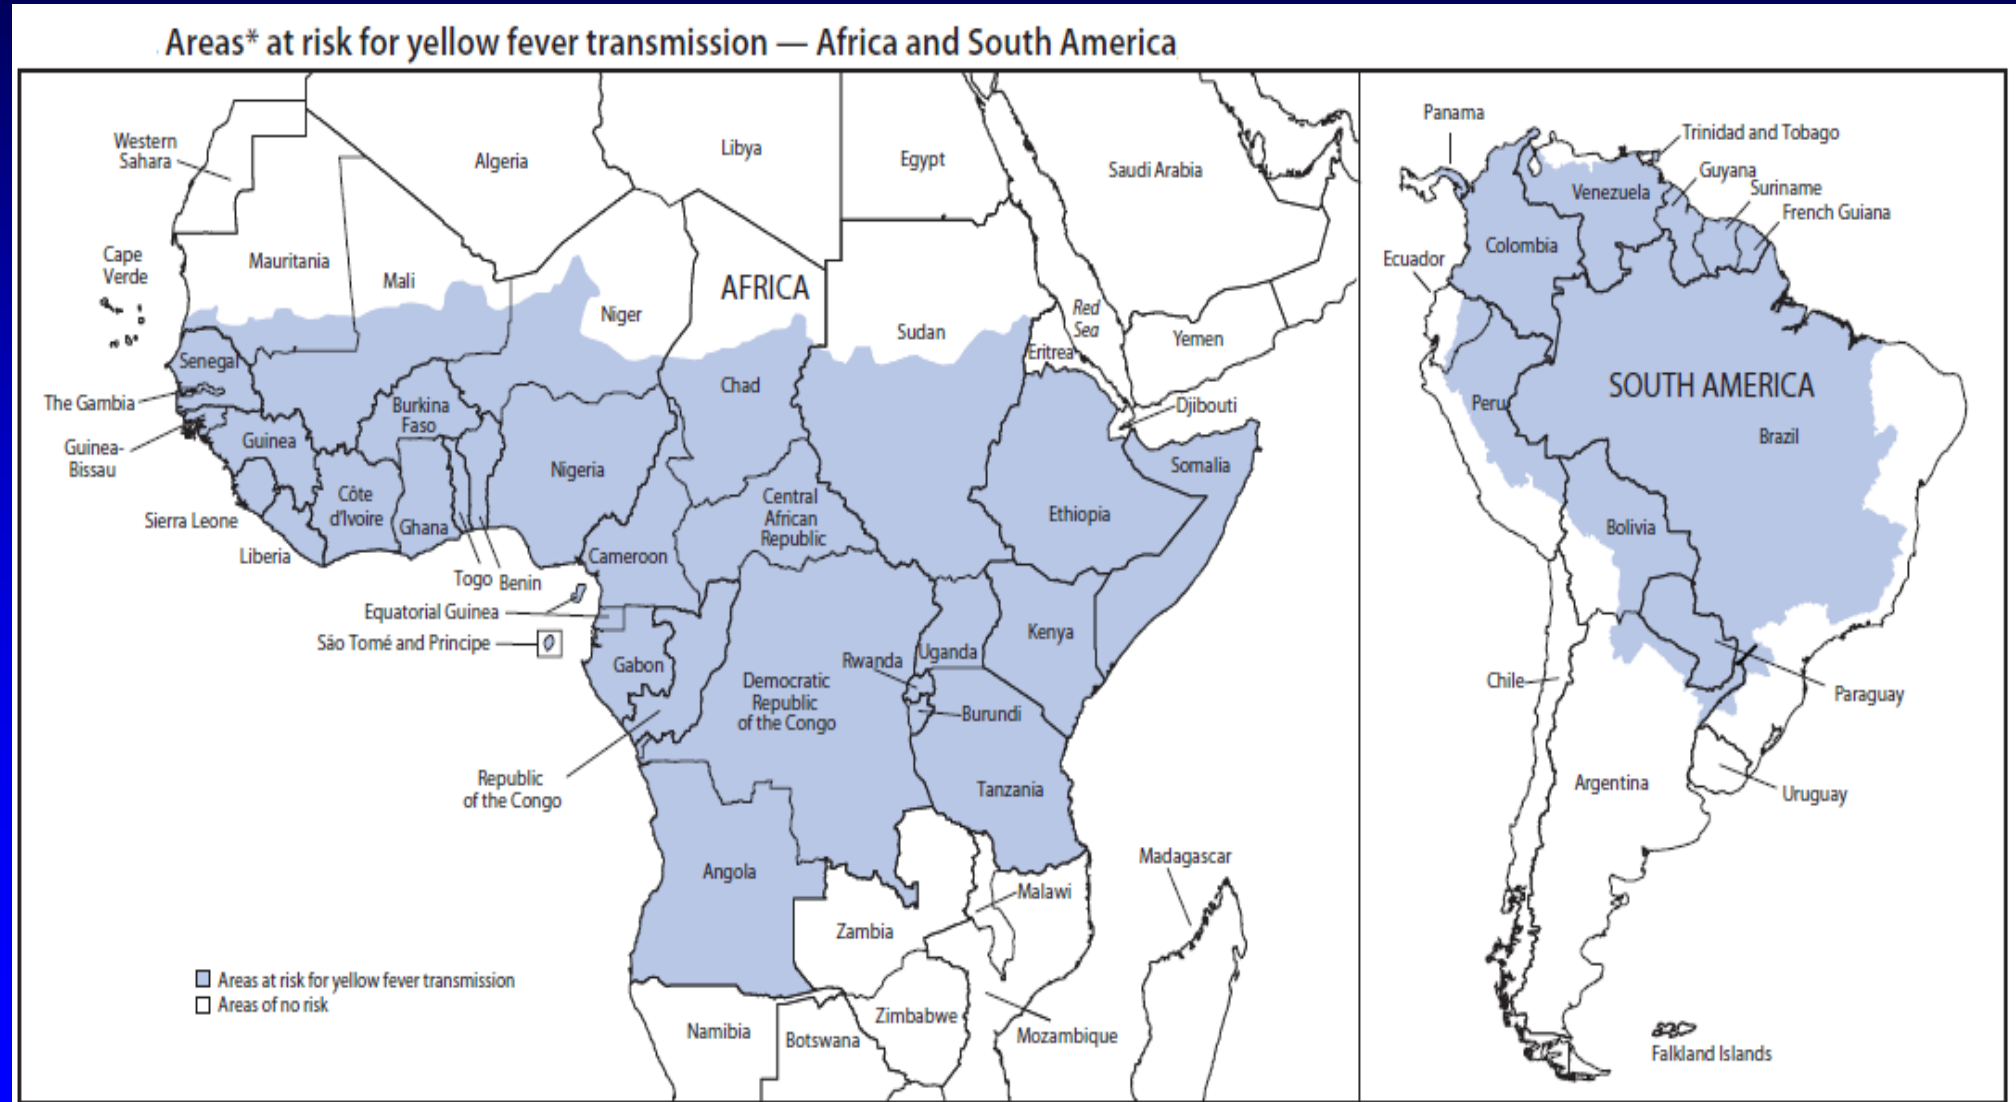 Areas* at risk for yellow fever transmission — Africa and South America
Western
Sahara
Algeria
Libya
Egypt
Saudi Arabia
Cape
Verde
Mauritania
Mali
Niger
AFRICA
Sudan
Red
Sea
Yemen
Eritrea
Senegal
Chad
The Gambia
Burkina
Faso
Djibouti
Guinea-
Bissau
Guinea
Nigeria
Somalia
Côte
d'Ivoire
Ghana
Central
African
Republic
Ethiopia
Sierra Leone
Liberia
Togo
Benin
Cameroon
Equatorial Guinea
São Tomé and Principe
Gabon
Rwanda
Uganda
Kenya
Democratic
Republic
of the Congo
Burundi
Republic
of the Congo
Tanzania
Angola
Madagascar
Malawi
Zambia
Areas at risk for yellow fever transmission
Areas of no risk
Namibia
Botswana
Zimbabwe
Mozambique
Panama
Trinidad and Tobago
Guyana
Suriname
French Guiana
Venezuela
Colombia
Ecuador
Peru
SOUTH AMERICA
Brazil
Bolivia
Chile
Paraguay
Argentina
Uruguay
Falkland Islands